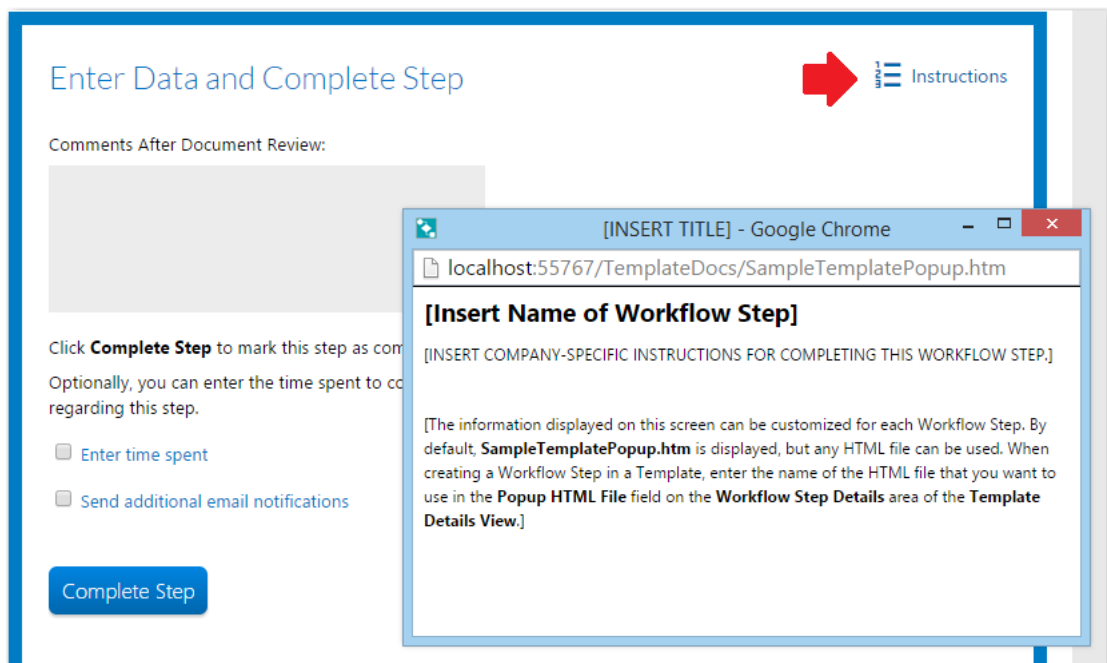 Enter Data and Complete Step
1
2
3
Instructions
Comments After Document Review:
Click Complete Step to mark this step as com
Optionally, you can enter the time spent to co
regarding this step.
Enter time spent
Send additional email notifications
Complete Step
[INSERT TITLE] - Google Chrome
localhost:55767/TemplateDocs/SampleTemplatePopup.htm
[Insert Name of Workflow Step]
[INSERT COMPANY-SPECIFIC INSTRUCTIONS FOR COMPLETING THIS WORKFLOW STEP.]
[The information displayed on this screen can be customized for each Workflow Step. By
default, SampleTemplatePopup.htm is displayed, but any HTML file can be used. When
creating a Workflow Step in a Template, enter the name of the HTML file that you want to
use in the Popup HTML File field on the Workflow Step Details area of the Template
Details View.]